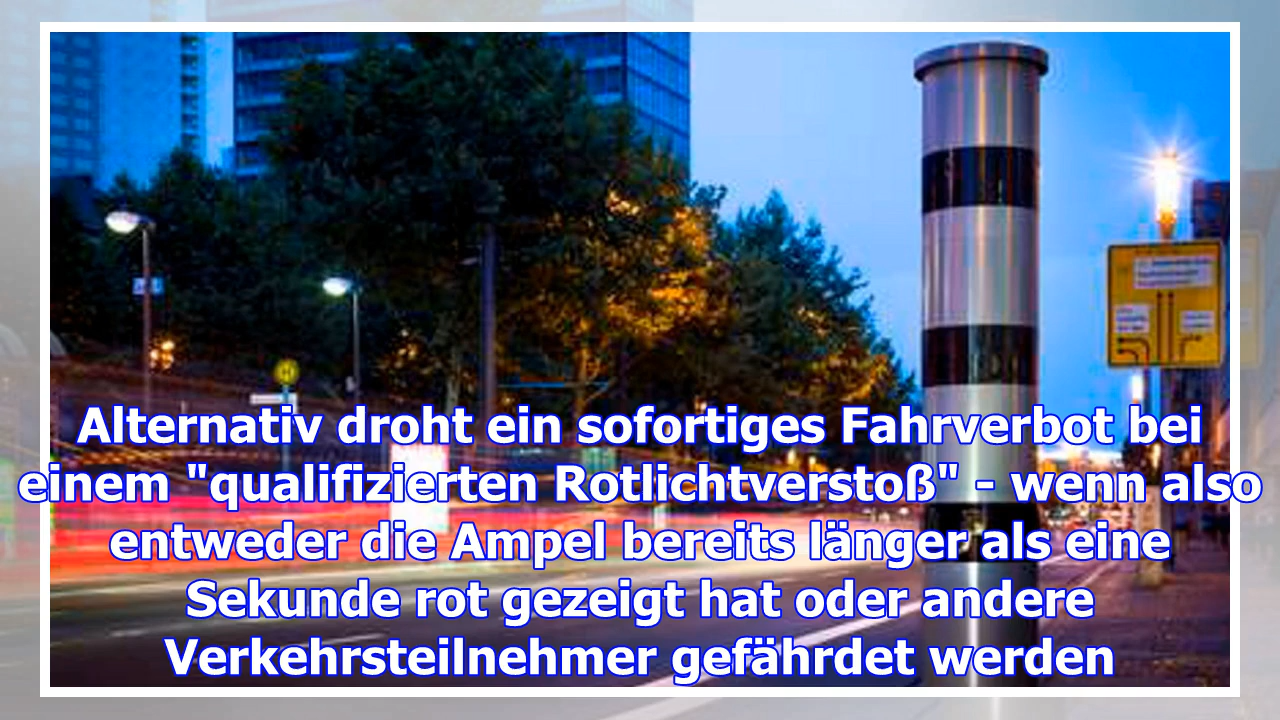 H
Alternativ droht ein sofortiges Fahrverbot bei
einem "qualifizierten Rotlichtverstoß" - wenn also
entweder die Ampel bereits länger als eine
Sekunde rot gezeigt hat oder andere
Verkehrsteilnehmer gefährdet werden